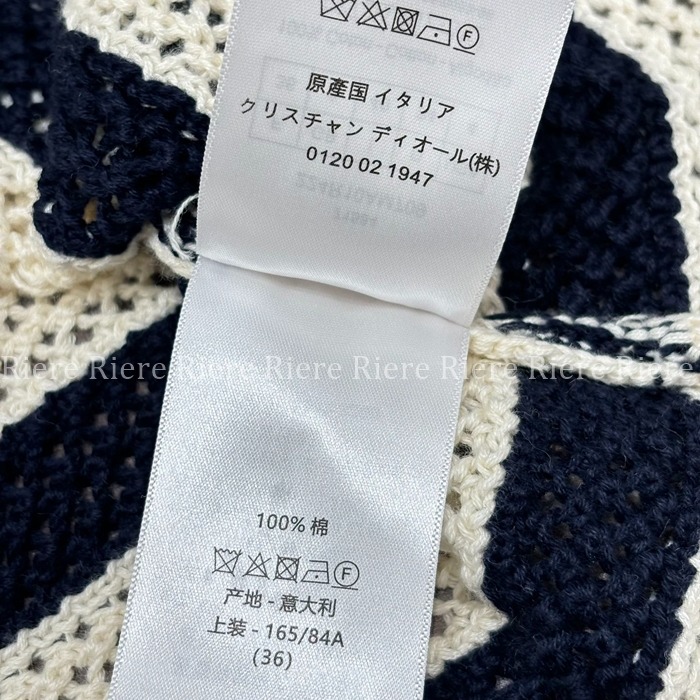 原産国 イタリア
クリスチャン ディオール(株)
0120 02 1947
Riere Riere Riere Riere Riere Riere Riere Riere
100% 棉
产地 - 意大利
上装 - 165/84A
(36)